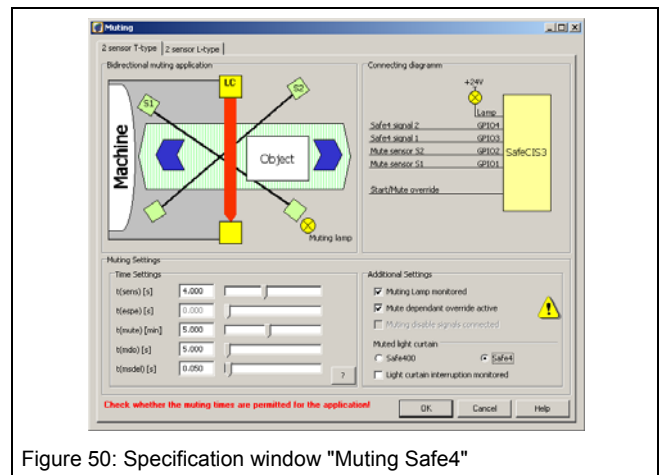 Muting
2 sensor T-type
2 sensor L-type
Bidirectional muting application
LC
S1
S2
Machine
Object
Muting lamp
Connecting diagramm
+24V
Lamp
Safe4 signal 2 GPIO4
Safe4 signal 1 GPIO3
Mute sensor S2 GPIO2
SafeCIS3
Mute sensor S1 GPIO1
Start/Mute override
Muting Settings
Time Settings
t(sens) [s] 4.000
t(espe) [s] 0.000
t(mute) [min] 5.000
t(mdo) [s] 5.000
t(msdel) [s] 0.050
?
Additional Settings
Muting Lamp monitored
Mute dependant override active
Muting disable signals connected
Muted light curtain
Safe400 Safe4
Light curtain interruption monitored
Check whether the muting times are permitted for the application!
OK Cancel Help
Figure 50: Specification window "Muting Safe4"